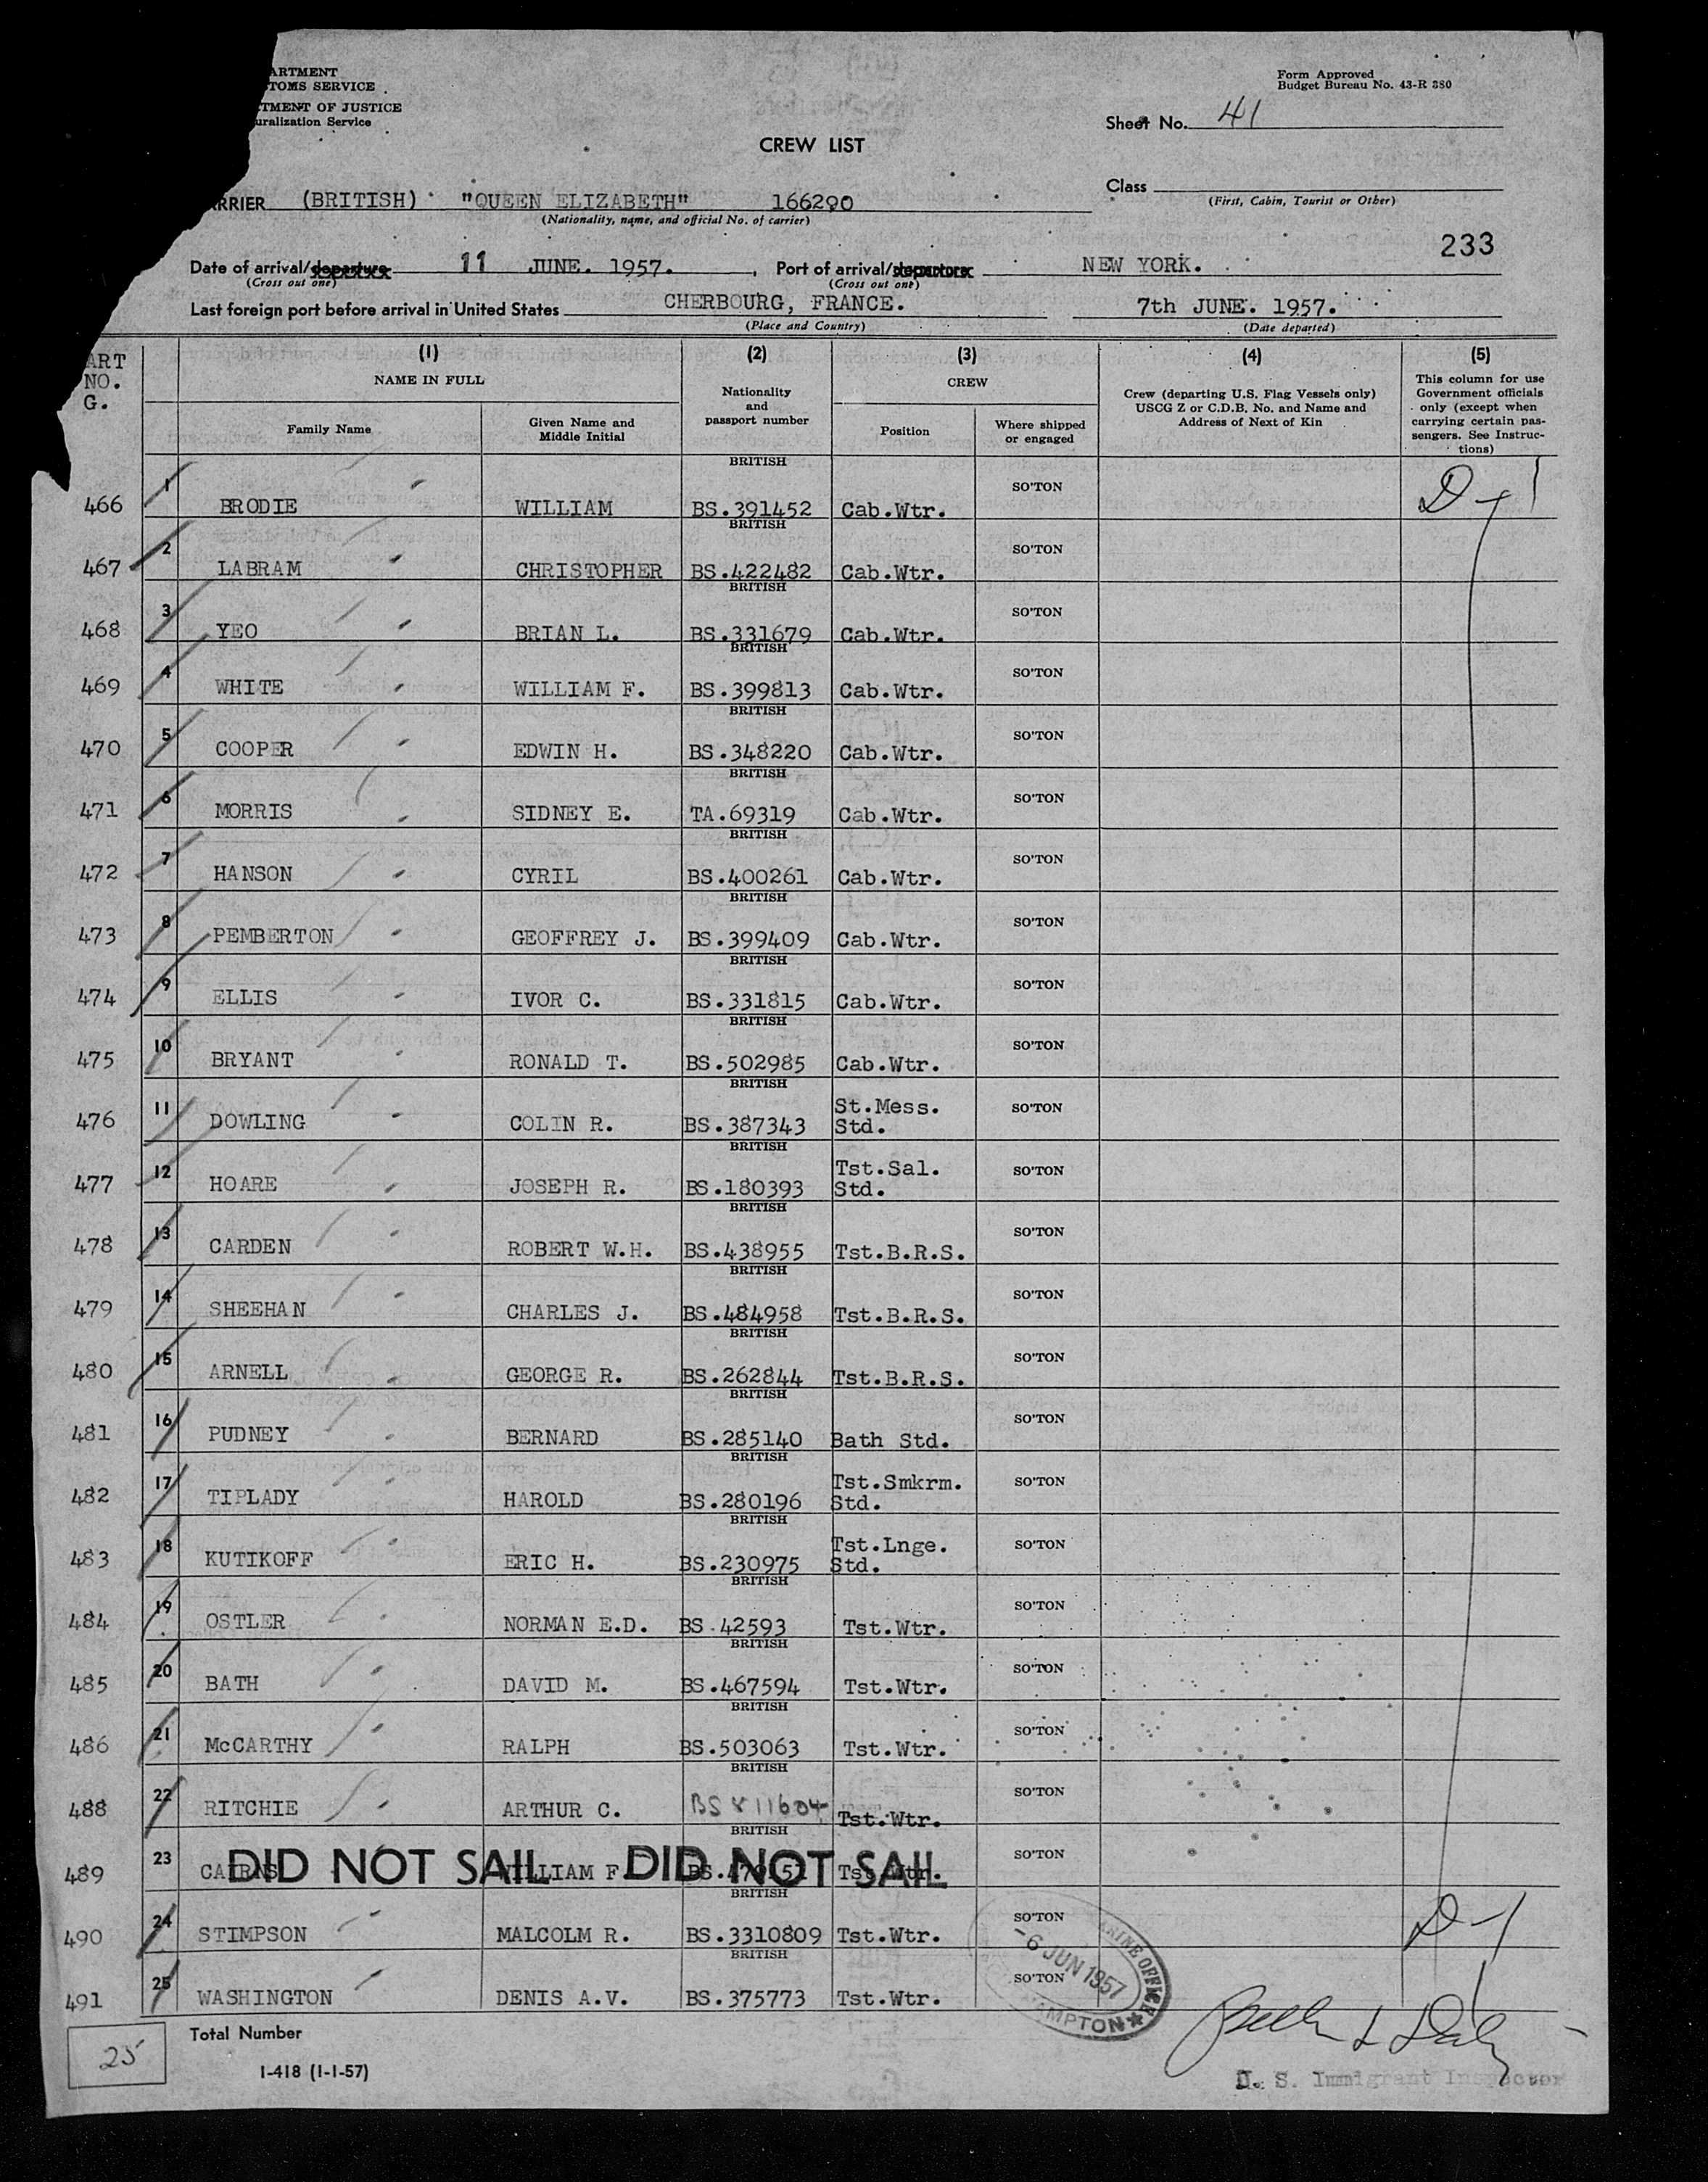 ARTMENT
TOMS SERVICE
TMENT OF JUSTICE
uralization Service
Form Approved
Budget Bureau No. 43-R 380
Sheet No. 41
CREW LIST
Class
(First, Cabin, Tourist or Other)
ARRIER (BRITISH) "QUEEN ELIZABETH" 166290
(Nationality, name, and official No. of carrier)
233
Date of arrival/departure 11 JUNE. 1957. , Port of arrival/departure NEW YORK.
(Cross out one) (Cross out one)
Last foreign port before arrival in United States CHERBOURG, FRANCE. 7th JUNE. 1957.
(Place and Country) (Date departed)
ART
NO.
G.
(1) (2) (3) (4) (5)
NAME IN FULL
Family Name
Given Name and
Middle Initial
Nationality
and
passport number
CREW
Position
Where shipped
or engaged
Crew (departing U.S. Flag Vessels only)
USCG Z or C.D.B. No. and Name and
Address of Next of Kin
This column for use
Government officials
only (except when
carrying certain pas-
sengers. See Instruc-
tions)
466 1 BRODIE WILLIAM BRITISH BS.391452 Cab.Wtr. SO'TON D-1
467 2 LABRAM CHRISTOPHER BRITISH BS.422482 Cab.Wtr. SO'TON
468 3 YEO BRIAN L. BRITISH BS.331679 Cab.Wtr. SO'TON
469 4 WHITE WILLIAM F. BRITISH BS.399813 Cab.Wtr. SO'TON
470 5 COOPER EDWIN H. BRITISH BS.348220 Cab.Wtr. SO'TON
471 6 MORRIS SIDNEY E. BRITISH TA.69319 Cab.Wtr. SO'TON
472 7 HANSON CYRIL BRITISH BS.400261 Cab.Wtr. SO'TON
473 8 PEMBERTON GEOFFREY J. BRITISH BS.399409 Cab.Wtr. SO'TON
474 9 ELLIS IVOR C. BRITISH BS.331815 Cab.Wtr. SO'TON
475 10 BRYANT RONALD T. BRITISH BS.502985 Cab.Wtr. SO'TON
476 11 DOWLING COLIN R. BRITISH BS.387343 St.Mess. Std. SO'TON
477 12 HOARE JOSEPH R. BRITISH BS.180393 Tst.Sal. Std. SO'TON
478 13 CARDEN ROBERT W.H. BRITISH BS.438955 Tst.B.R.S. SO'TON
479 14 SHEEHAN CHARLES J. BRITISH BS.484958 Tst.B.R.S. SO'TON
480 15 ARNELL GEORGE R. BRITISH BS.262844 Tst.B.R.S. SO'TON
481 16 PUDNEY BERNARD BRITISH BS.285140 Bath Std. SO'TON
482 17 TIPLADY HAROLD BRITISH BS.280196 Tst.Smkrm. Std. SO'TON
483 18 KUTIKOFF ERIC H. BRITISH BS.230975 Tst.Lnge. Std. SO'TON
484 19 OSTLER NORMAN E.D. BRITISH BS.42593 Tst.Wtr. SO'TON
485 20 BATH DAVID M. BRITISH BS.467594 Tst.Wtr. SO'TON
486 21 McCARTHY RALPH BRITISH BS.503063 Tst.Wtr. SO'TON
488 22 RITCHIE ARTHUR C. BRITISH Tst.Wtr. SO'TON
489 23 CAIRNS WILLIAM F. BRITISH Tst.Wtr. SO'TON
DID NOT SAIL DID NOT SAIL
490 24 STIMPSON MALCOLM R. BRITISH BS.3310809 Tst.Wtr. SO'TON D-1
491 25 WASHINGTON DENIS A.V. BRITISH BS.375773 Tst.Wtr. SO'TON
-6 JUN 1957
25 Total Number
I-418 (1-1-57)
U. S. Immigrant Inspector